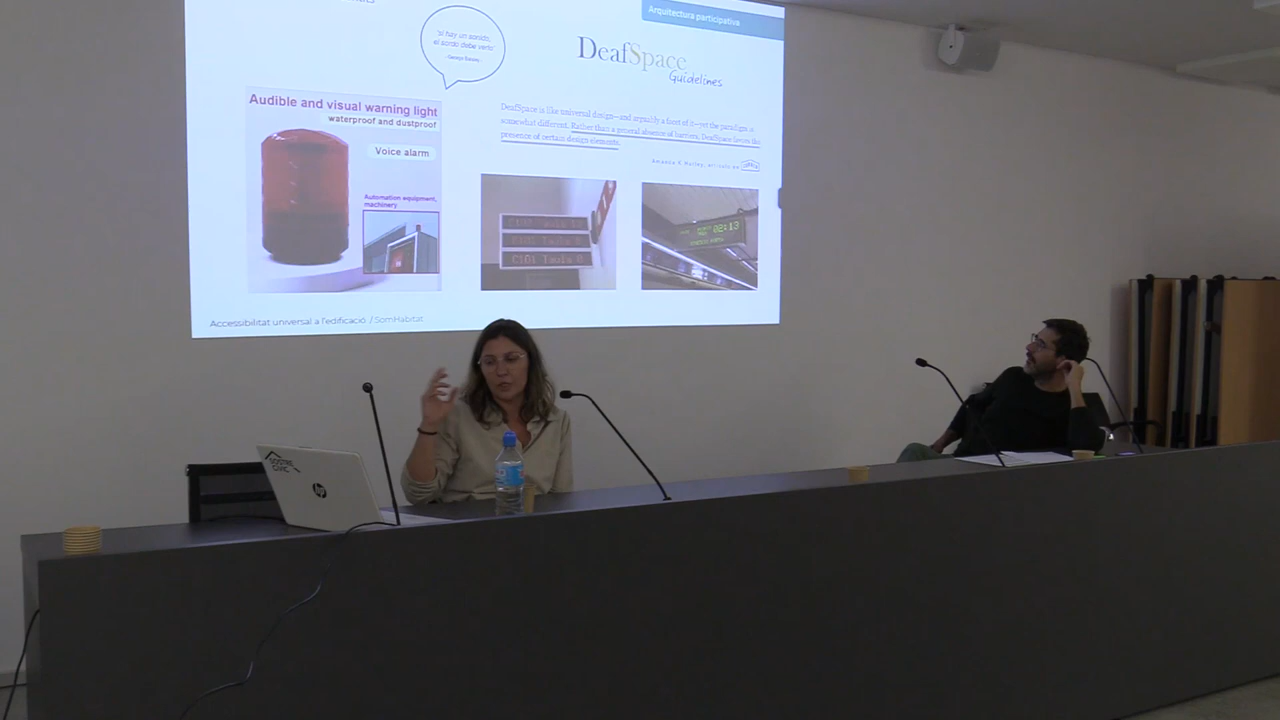 Arquitectura participativa
'si hay un sonido,
el sordo debe verlo'
DeafSpace
Guidelines
Audible and visual warning light
waterproof and dustproof
Voice alarm
Automation equipment,
machinery
DeafSpace is like universal design—and arguably a facet of it—yet the paradigm is
somewhat different. Rather than a general absence of barriers, DeafSpace favors the
presence of certain design elements.
02:13
Accessibilitat universal a l'edificació / SomHabitat
hp